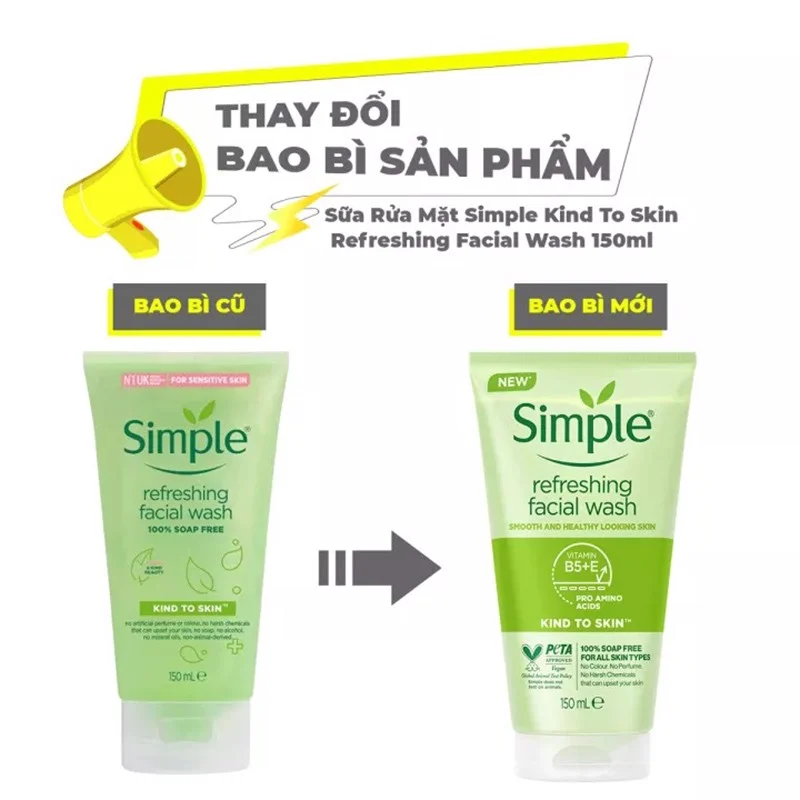 THAY ĐỔI
BAO BÌ SẢN PHẨM
Sữa Rửa Mặt Simple Kind To Skin
Refreshing Facial Wash 150ml
BAO BÌ CŨ
NTUK FOR SENSITIVE SKIN
Simple®
refreshing
facial wash
100% SOAP FREE
A KIND
BEAUTY
KIND TO SKIN™
no artificial perfume or colour, no harsh chemicals
that can upset your skin, no soap, no alcohol,
no mineral oils, non-animal-derived
150 mL e
BAO BÌ MỚI
NEW*
Simple®
refreshing
facial wash
SMOOTH AND HEALTHY LOOKING SKIN
VITAMIN
B5+E
PRO AMINO
ACIDS
KIND TO SKIN™
PETA
APPROVED
Vegan
Global Animal Test Policy
Simple does not
test on animals.
100% SOAP FREE
FOR ALL SKIN TYPES
No Colour. No Perfume.
No Harsh Chemicals
that can upset your skin
150 mL e